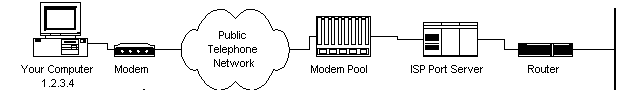 Public
Telephone
Network
Your Computer
1.2.3.4
Modem
Modem Pool
ISP Port Server
Router